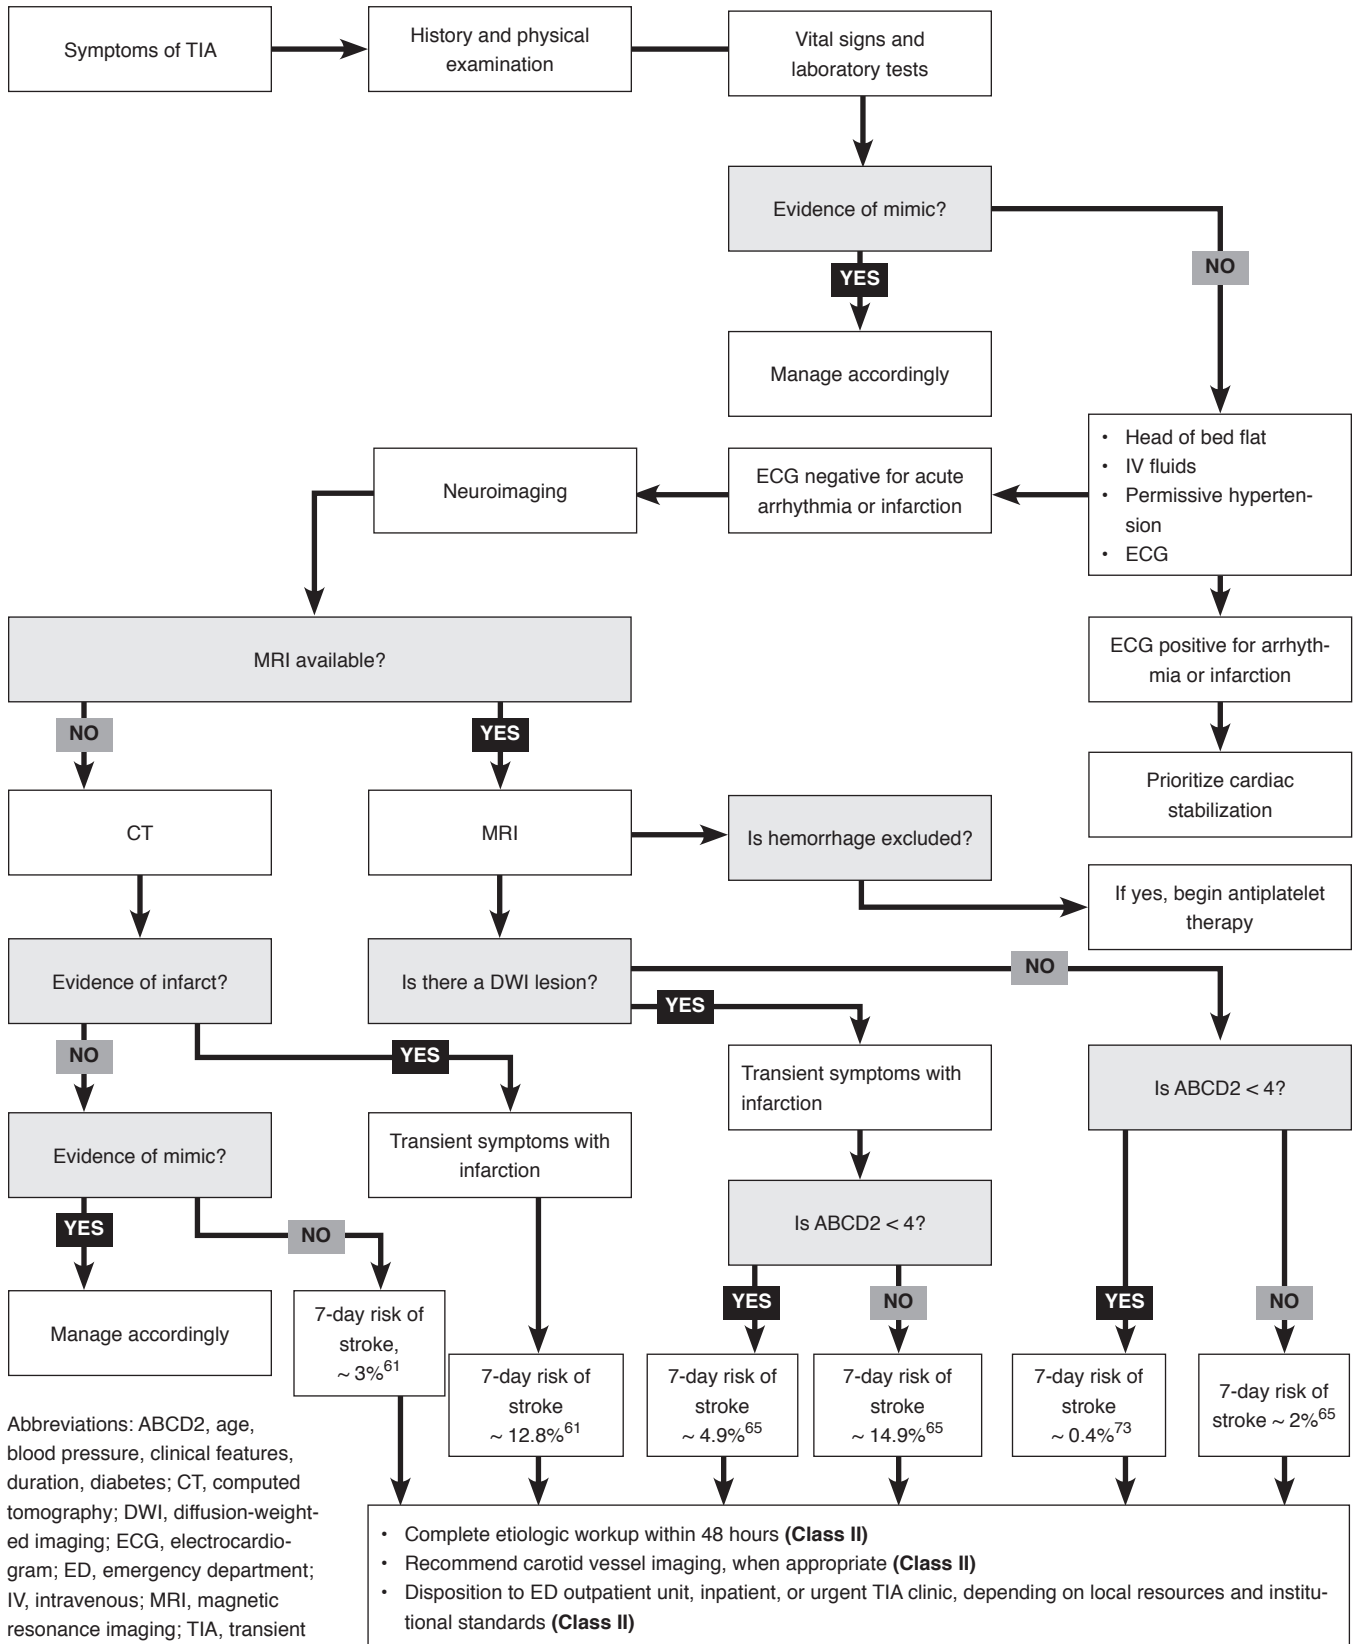 Symptoms of TIA
History and physical
examination
Vital signs and
laboratory tests
Evidence of mimic?
YES
NO
Manage accordingly
• Head of bed flat
• IV fluids
• Permissive hyperten-
sion
• ECG
ECG negative for acute
arrhythmia or infarction
Neuroimaging
ECG positive for arrhyth-
mia or infarction
Prioritize cardiac
stabilization
MRI available?
NO
YES
CT
MRI
Is hemorrhage excluded?
If yes, begin antiplatelet
therapy
Evidence of infarct?
Is there a DWI lesion?
NO
YES
NO
YES
Transient symptoms with
infarction
Is ABCD2 < 4?
Evidence of mimic?
Transient symptoms with
infarction
Is ABCD2 < 4?
YES
NO
YES
NO
YES
NO
Manage accordingly
7-day risk of
stroke,
~ 3%61
7-day risk of
stroke
~ 12.8%61
7-day risk of
stroke
~ 4.9%65
7-day risk of
stroke
~ 14.9%65
7-day risk of
stroke
~ 0.4%73
7-day risk of
stroke ~ 2%65
Abbreviations: ABCD2, age,
blood pressure, clinical features,
duration, diabetes; CT, computed
tomography; DWI, diffusion-weight-
ed imaging; ECG, electrocardio-
gram; ED, emergency department;
IV, intravenous; MRI, magnetic
resonance imaging; TIA, transient
• Complete etiologic workup within 48 hours (Class II)
• Recommend carotid vessel imaging, when appropriate (Class II)
• Disposition to ED outpatient unit, inpatient, or urgent TIA clinic, depending on local resources and institu-
tional standards (Class II)